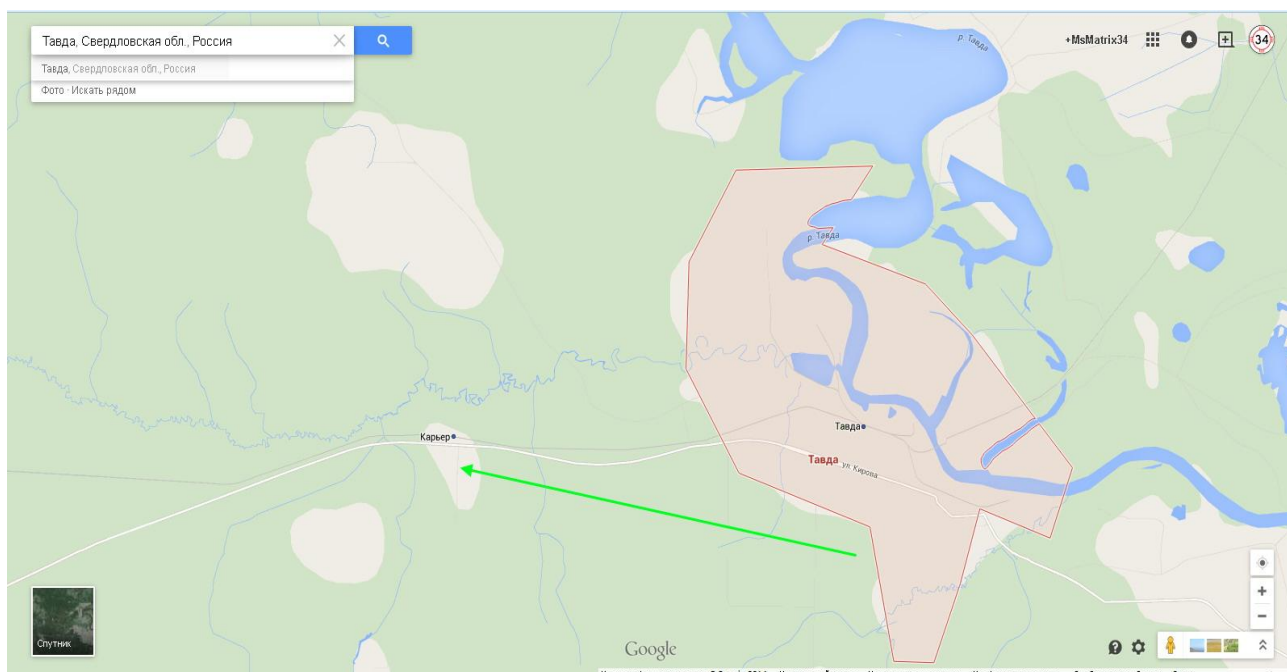 Тавда, Свердловская обл., Россия
Тавда, Свердловская обл., Россия
Фото - Искать рядом
+MsMatrix34
34
р. Тавда
р. Тавда
Карьер
Тавда
Тавда
ул. Кирова
Спутник
Google